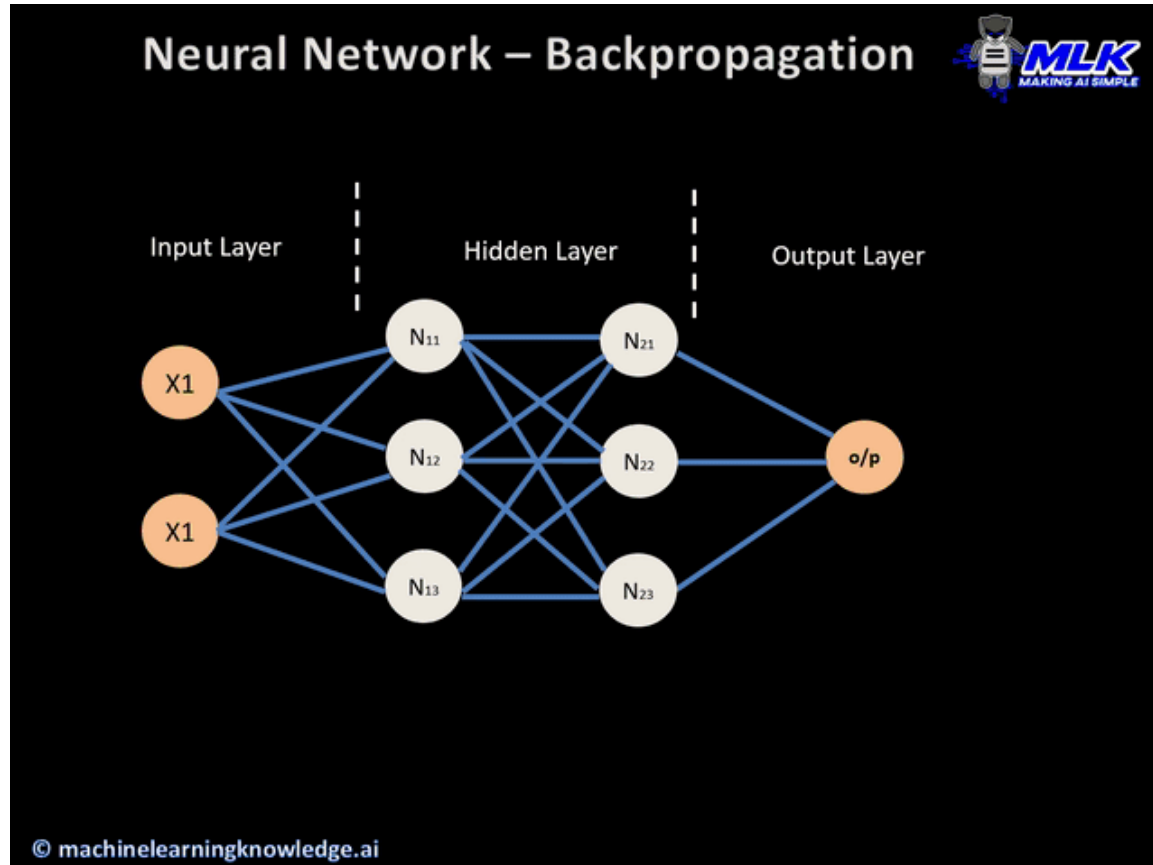 Neural Network – Backpropagation
MLK
MAKING AI SIMPLE
Input Layer
Hidden Layer
Output Layer
X1
X1
N₁₁
N₁₂
N₁₃
N₂₁
N₂₂
N₂₃
o/p
© machinelearningknowledge.ai